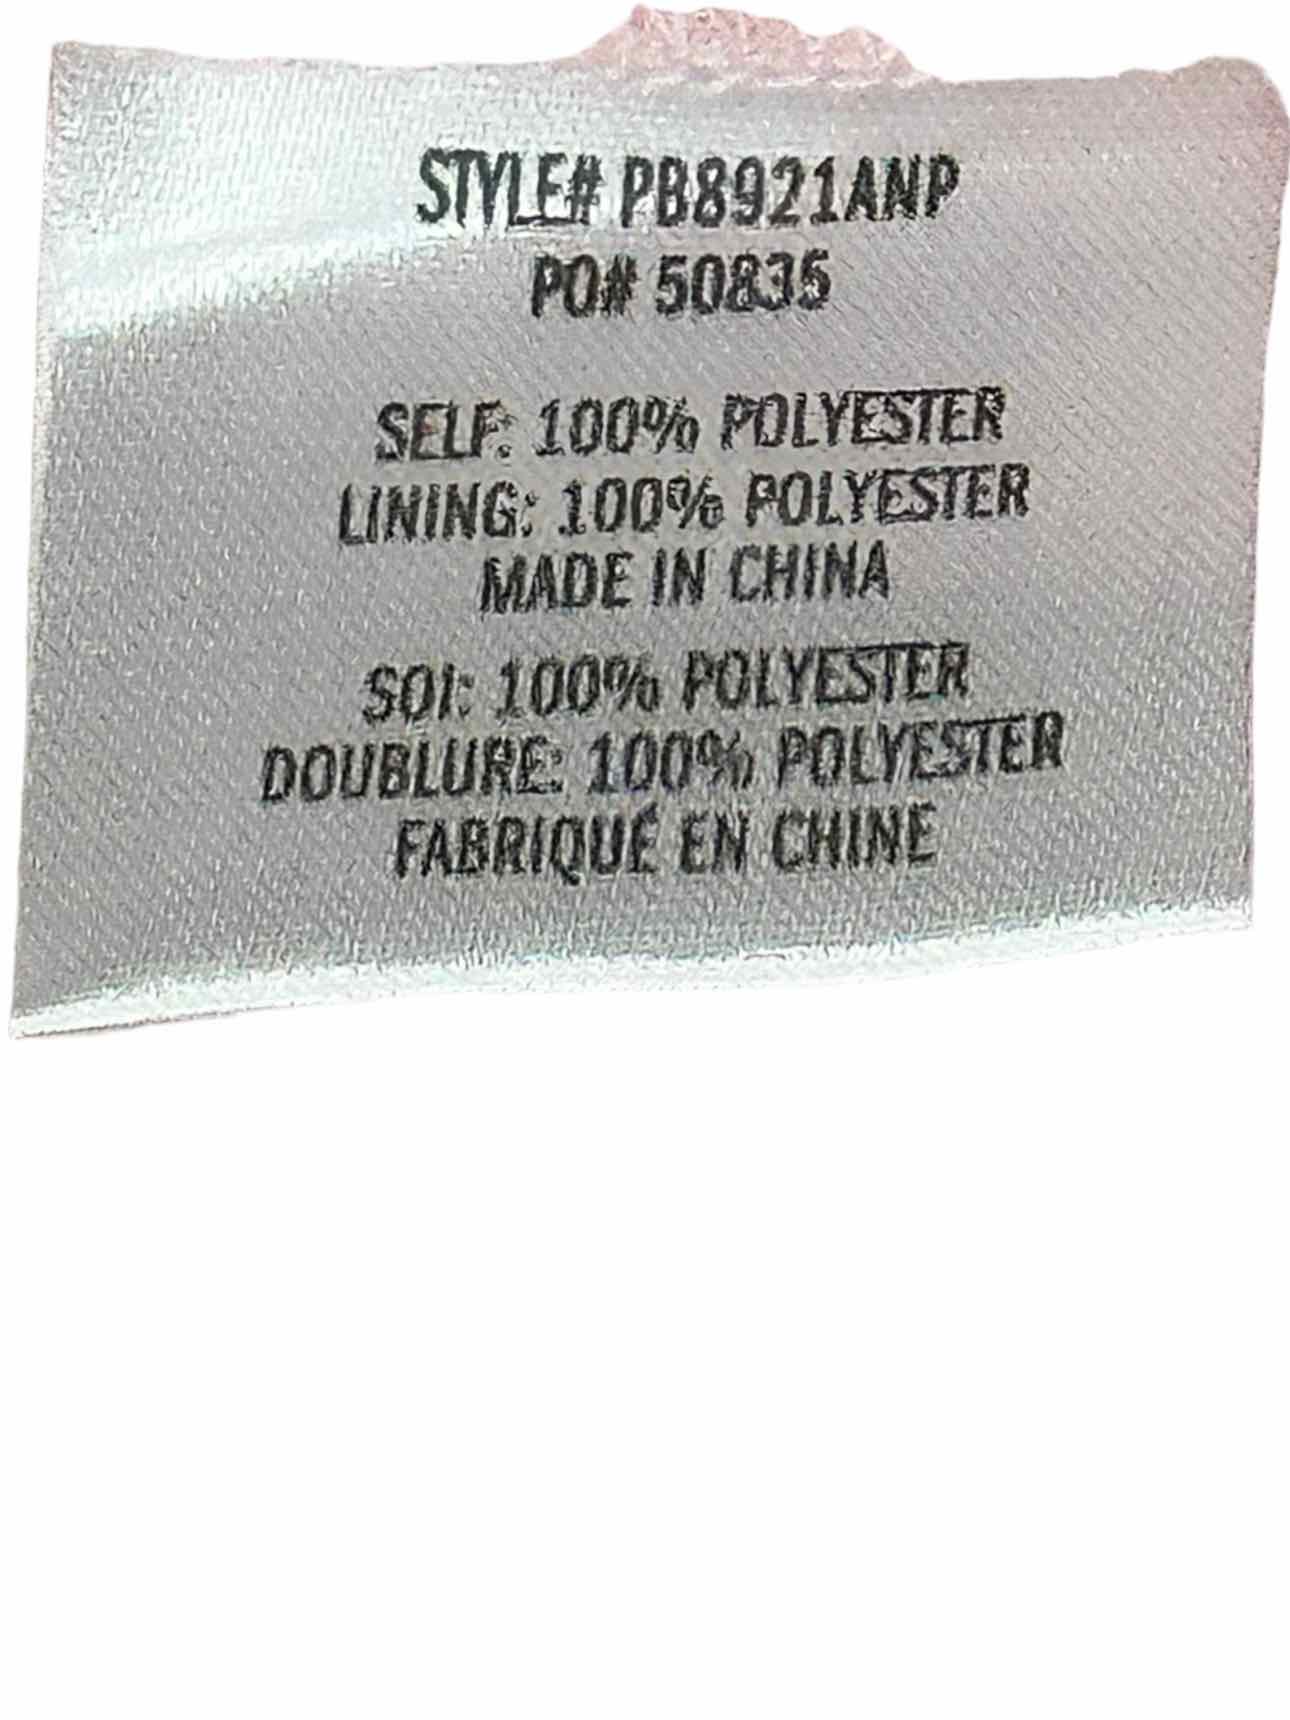 STYLE# PB8921ANP
PO# 50835
SELF: 100% POLYESTER
LINING: 100% POLYESTER
MADE IN CHINA
SOI: 100% POLYESTER
DOUBLURE: 100% POLYESTER
FABRIQUÉ EN CHINE